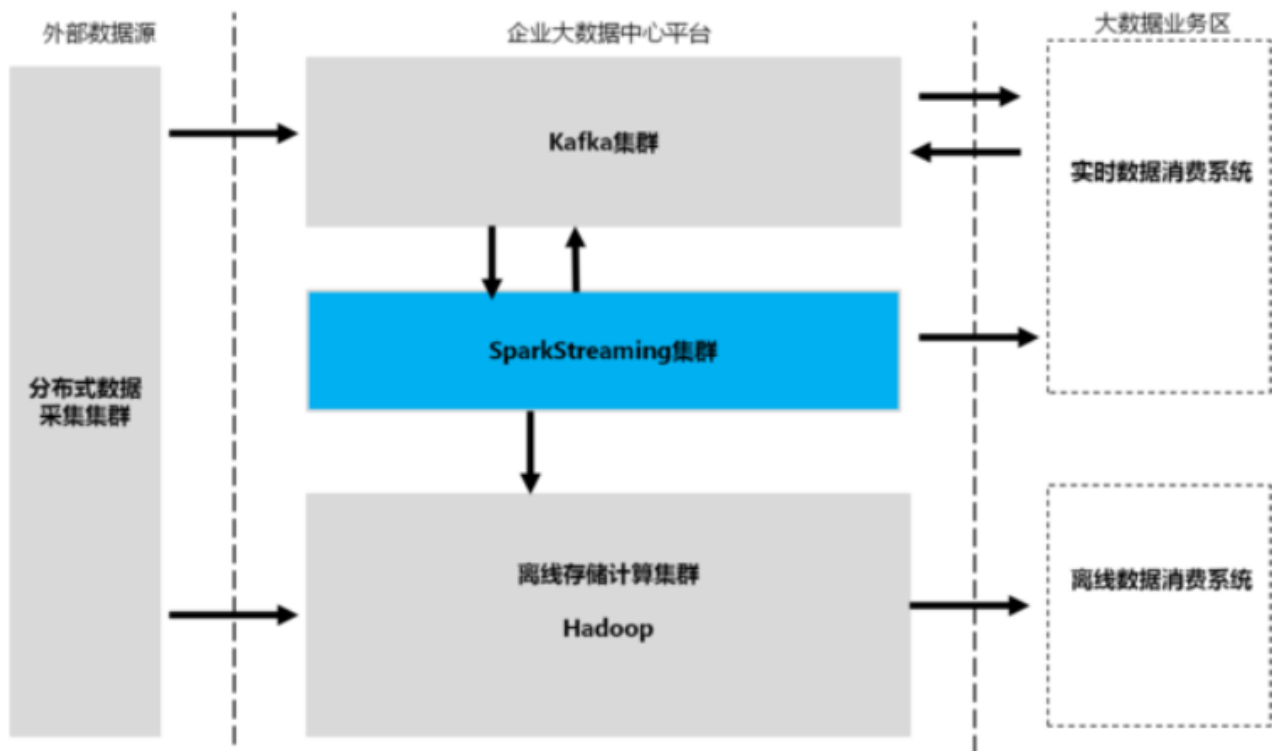 外部数据源
企业大数据中心平台
大数据业务区
Kafka集群
实时数据消费系统
SparkStreaming集群
分布式数据
采集集群
离线存储计算集群
Hadoop
离线数据消费系统